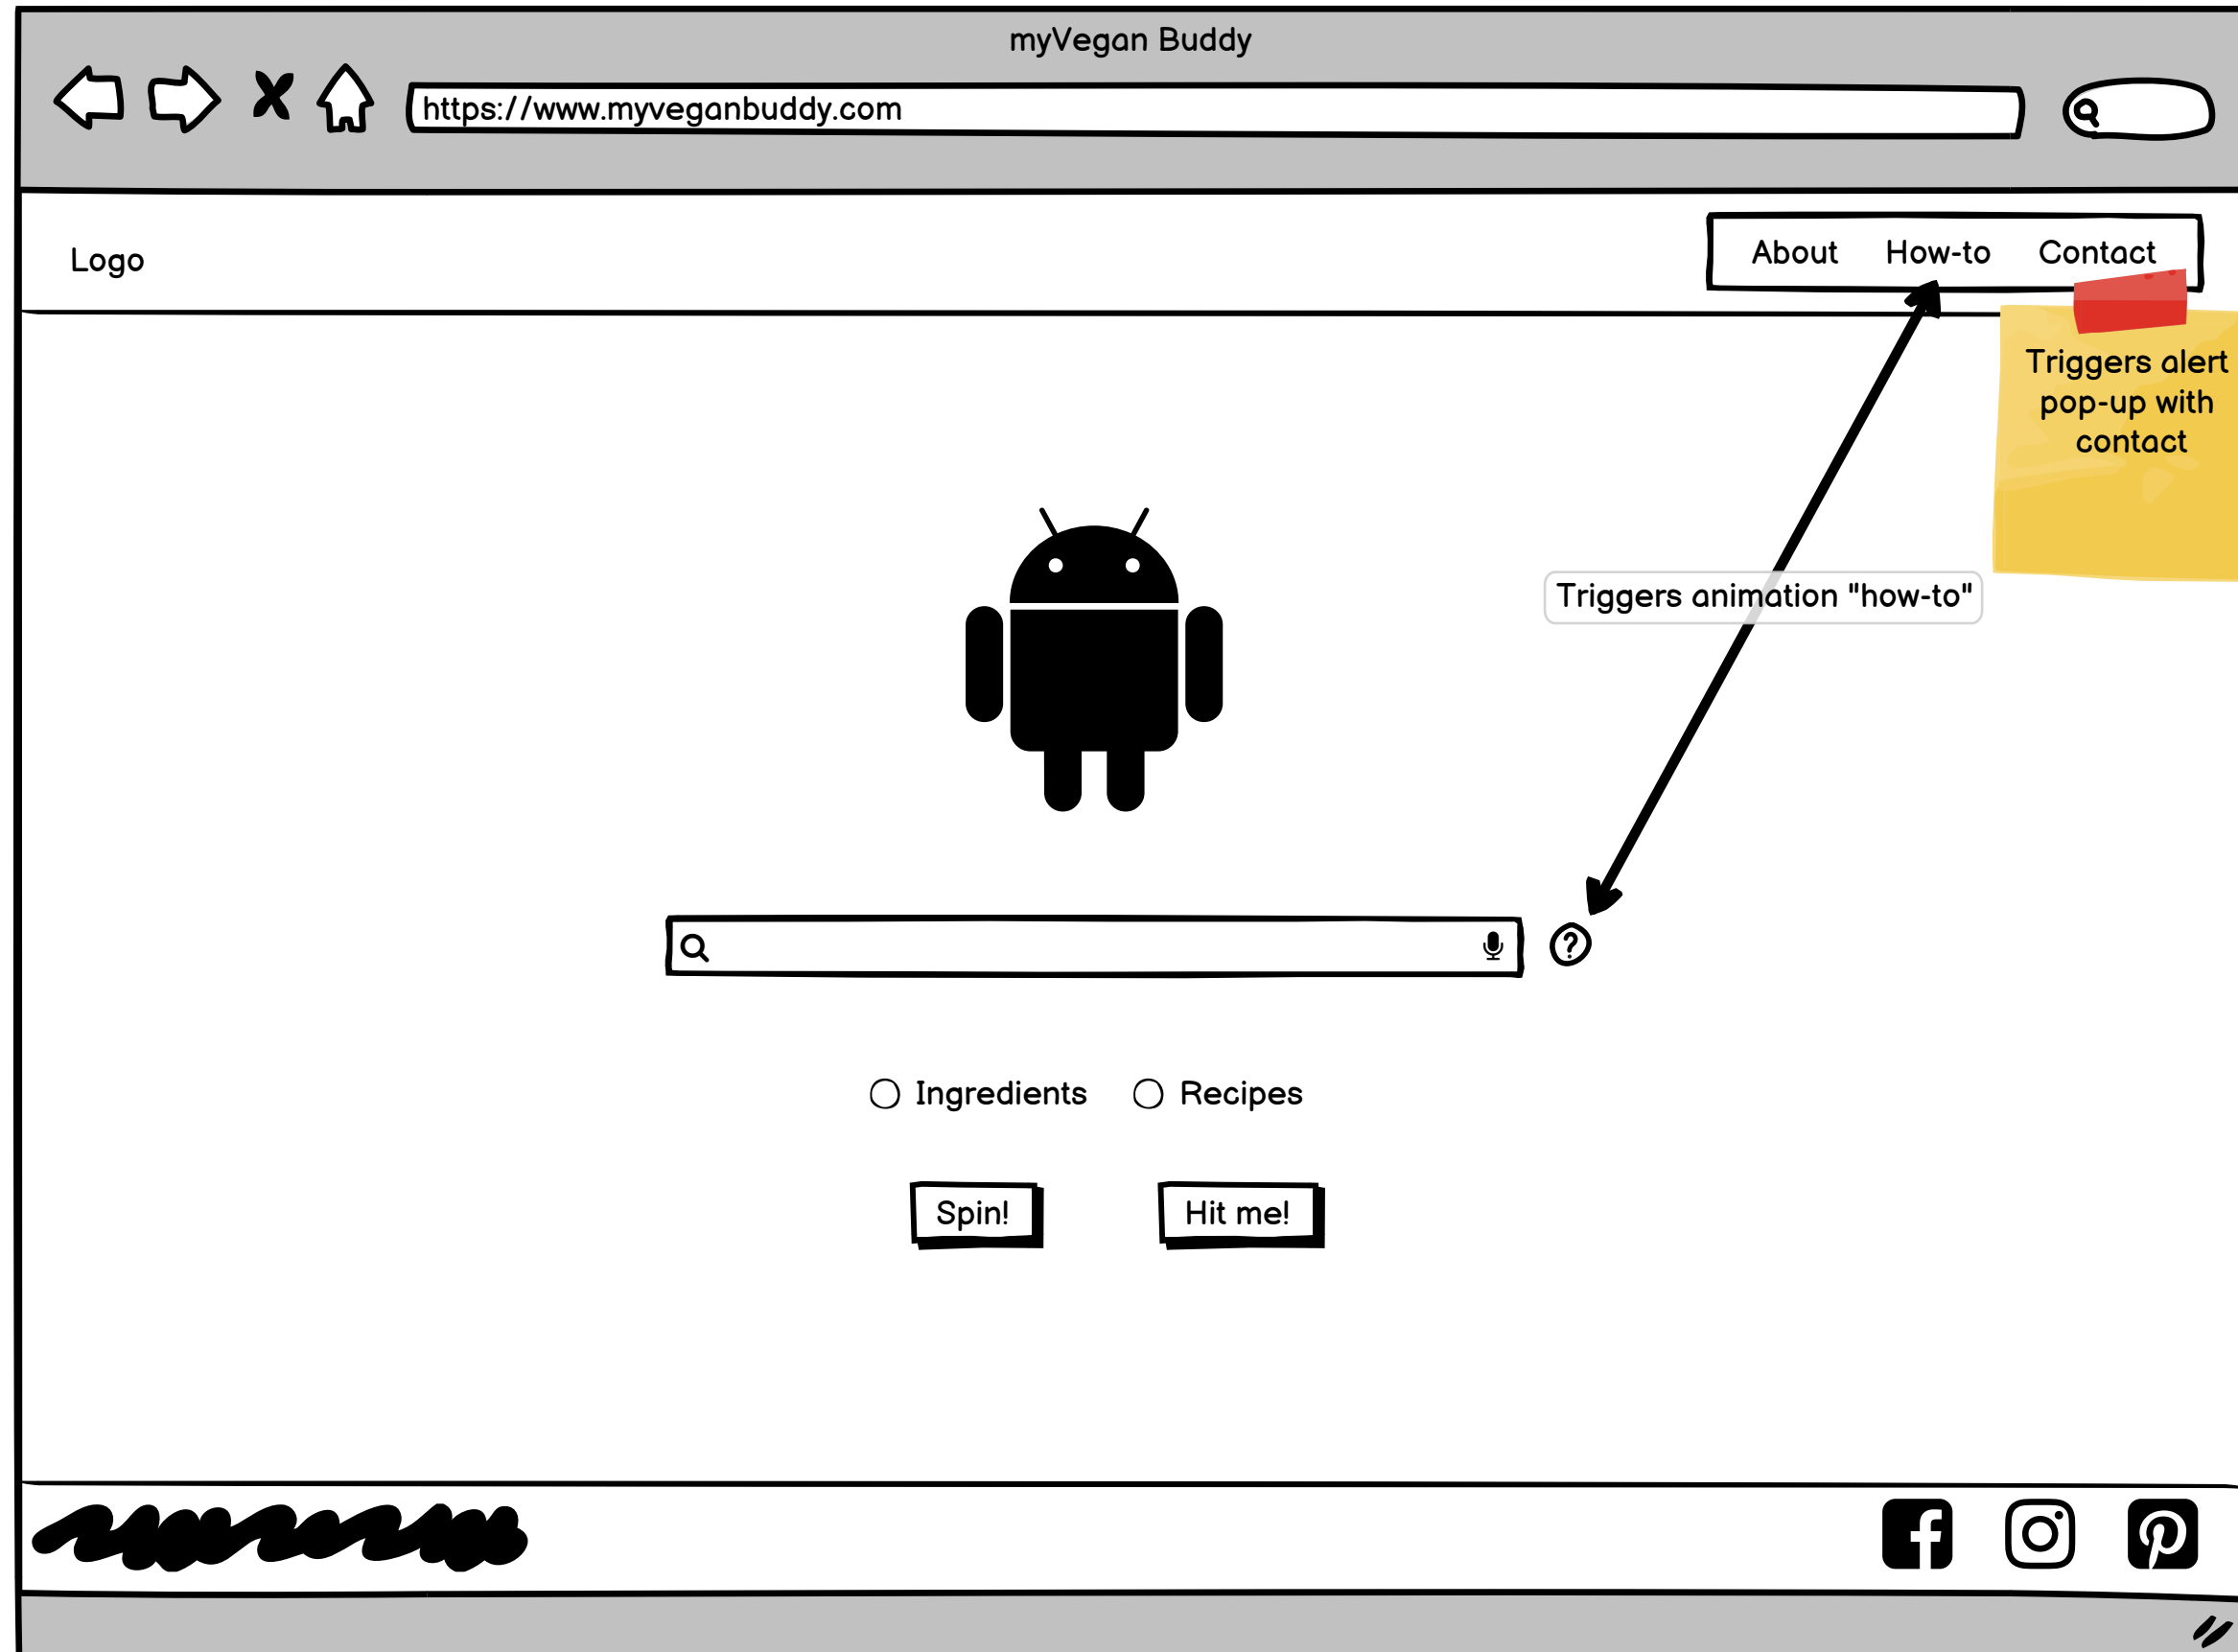 myVegan Buddy
https://www.myveganbuddy.com
Logo
About How-to Contact
Triggers alert
pop-up with
contact
Triggers animation "how-to"
?
Ingredients Recipes
Spin! Hit me!